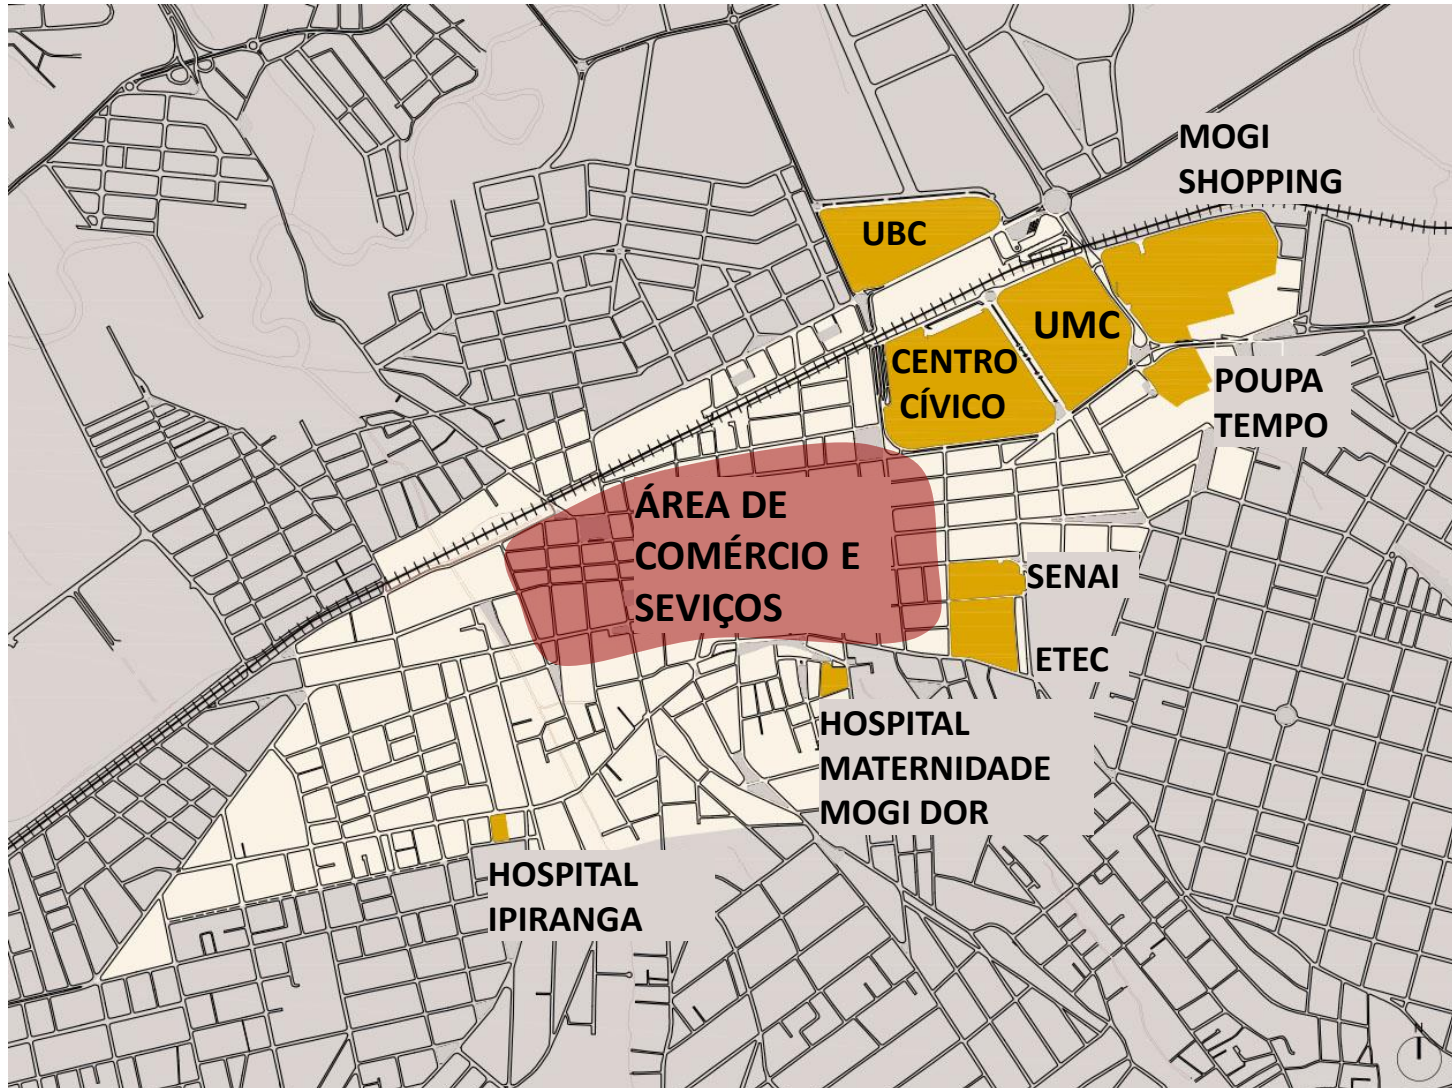 MOGI
SHOPPING
UBC
UMC
CENTRO
CÍVICO
POUPA
TEMPO
ÁREA DE
COMÉRCIO E
SEVIÇOS
SENAI
ETEC
HOSPITAL
MATERNIDADE
MOGI DOR
HOSPITAL
IPIRANGA
N